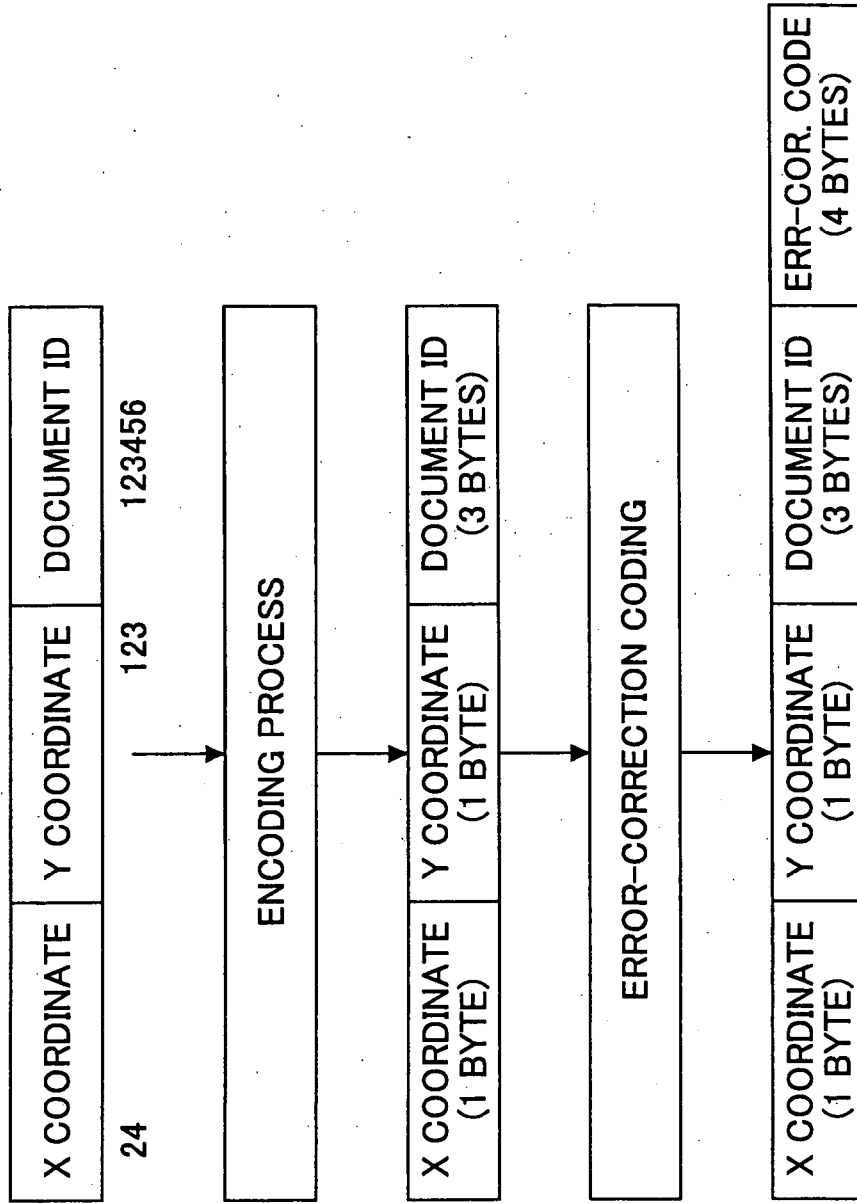 X COORDINATE Y COORDINATE DOCUMENT ID
24 123 123456
ENCODING PROCESS
X COORDINATE Y COORDINATE DOCUMENT ID
(1 BYTE) (1 BYTE) (3 BYTES)
ERROR-CORRECTION CODING
X COORDINATE Y COORDINATE DOCUMENT ID ERR-COR. CODE
(1 BYTE) (1 BYTE) (3 BYTES) (4 BYTES)